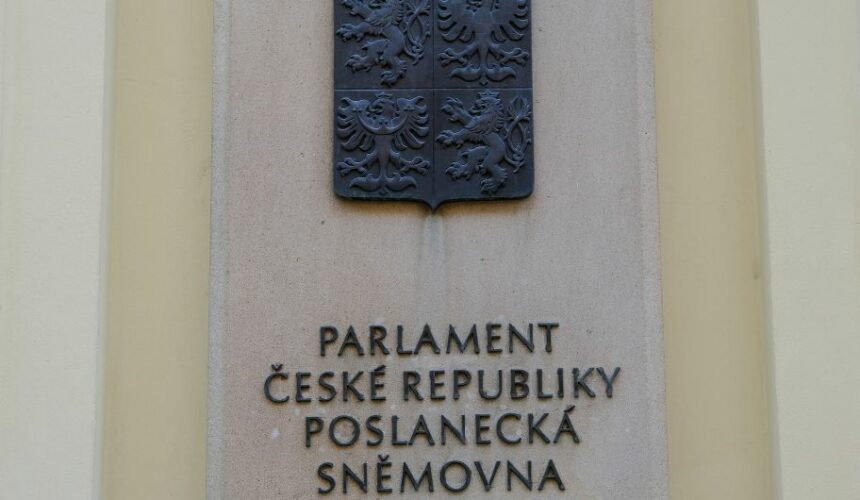 PARLAMENT
ČESKÉ REPUBLIKY
POSLANECKÁ
SNĚMOVNA